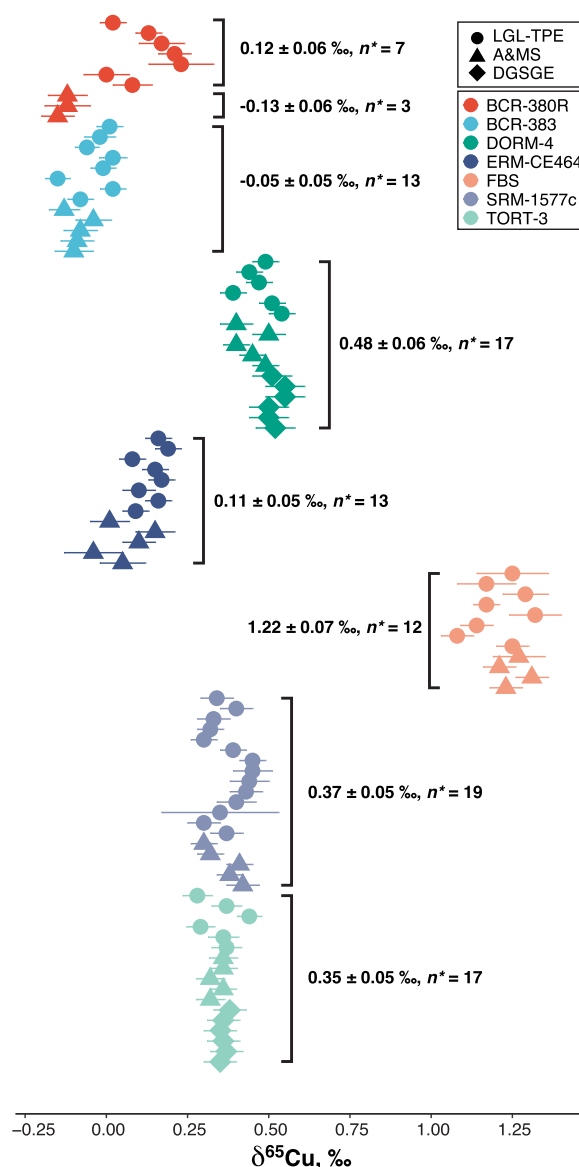 LGL-TPE
A&MS
DGSGE
BCR-380R
BCR-383
DORM-4
ERM-CE464
FBS
SRM-1577c
TORT-3
0.12 ± 0.06 ‰, n* = 7
-0.13 ± 0.06 ‰, n* = 3
-0.05 ± 0.05 ‰, n* = 13
0.48 ± 0.06 ‰, n* = 17
0.11 ± 0.05 ‰, n* = 13
1.22 ± 0.07 ‰, n* = 12
0.37 ± 0.05 ‰, n* = 19
0.35 ± 0.05 ‰, n* = 17
−0.25 0.00 0.25 0.50 0.75 1.00 1.25
δ⁶⁵Cu, ‰